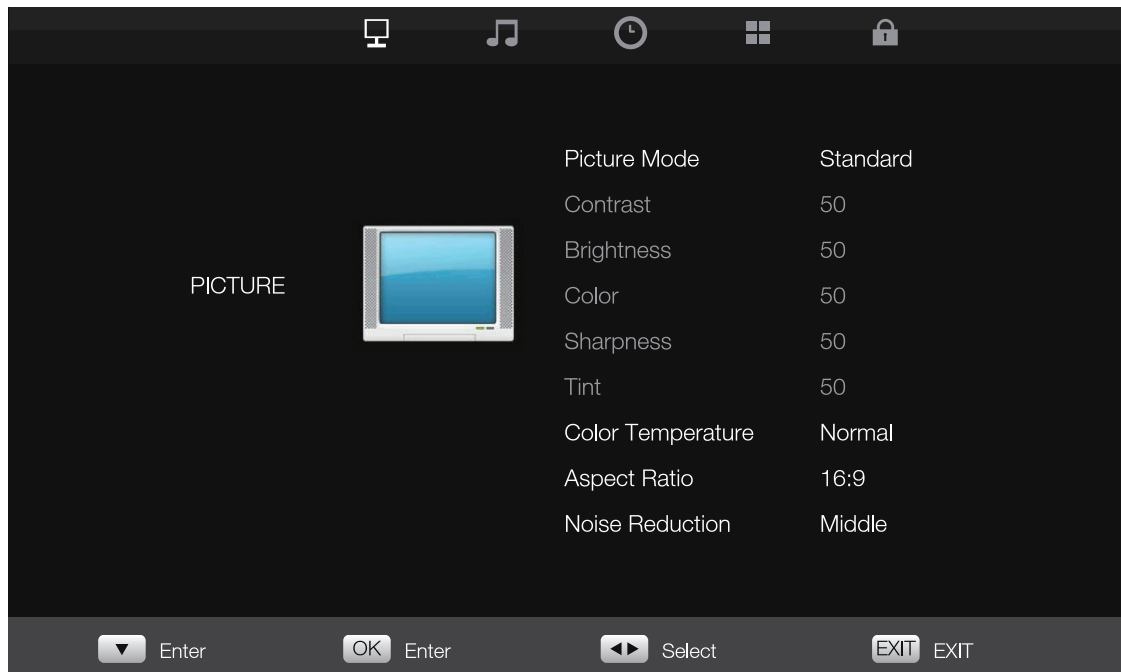 Picture Mode Standard
Contrast 50
Brightness 50
PICTURE
Color 50
Sharpness 50
Tint 50
Color Temperature Normal
Aspect Ratio 16:9
Noise Reduction Middle
▼ Enter OK Enter ◀▶ Select EXIT EXIT